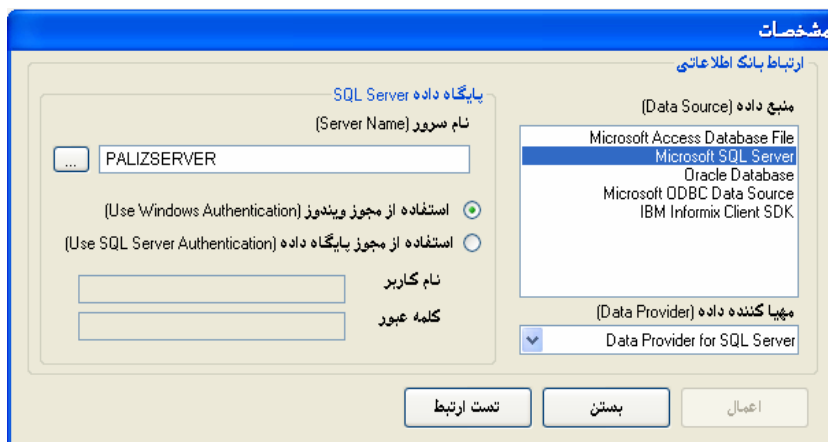 مشخصات
ارتباط بانک اطلاعاتی
منبع داده (Data Source)
Microsoft Access Database File
Microsoft SQL Server
Oracle Database
Microsoft ODBC Data Source
IBM Informix Client SDK
مهیا کننده داده (Data Provider)
Data Provider for SQL Server
پایگاه داده SQL Server
نام سرور (Server Name)
PALIZSERVER
...
استفاده از مجوز ویندوز (Use Windows Authentication)
استفاده از مجوز پایگاه داده (Use SQL Server Authentication)
نام کاربر
کلمه عبور
اعمال
بستن
تست ارتبط